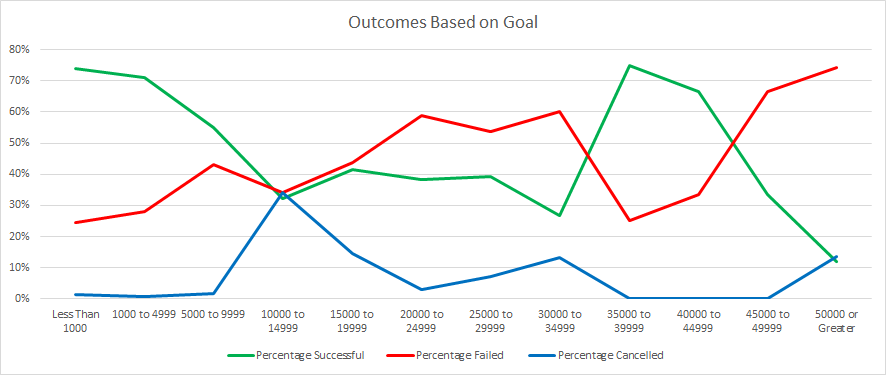 Outcomes Based on Goal
80%
70%
60%
50%
40%
30%
20%
10%
0%
Less Than 1000
1000 to 4999
5000 to 9999
10000 to 14999
15000 to 19999
20000 to 24999
25000 to 29999
30000 to 34999
35000 to 39999
40000 to 44999
45000 to 49999
50000 or Greater
Percentage Successful
Percentage Failed
Percentage Cancelled